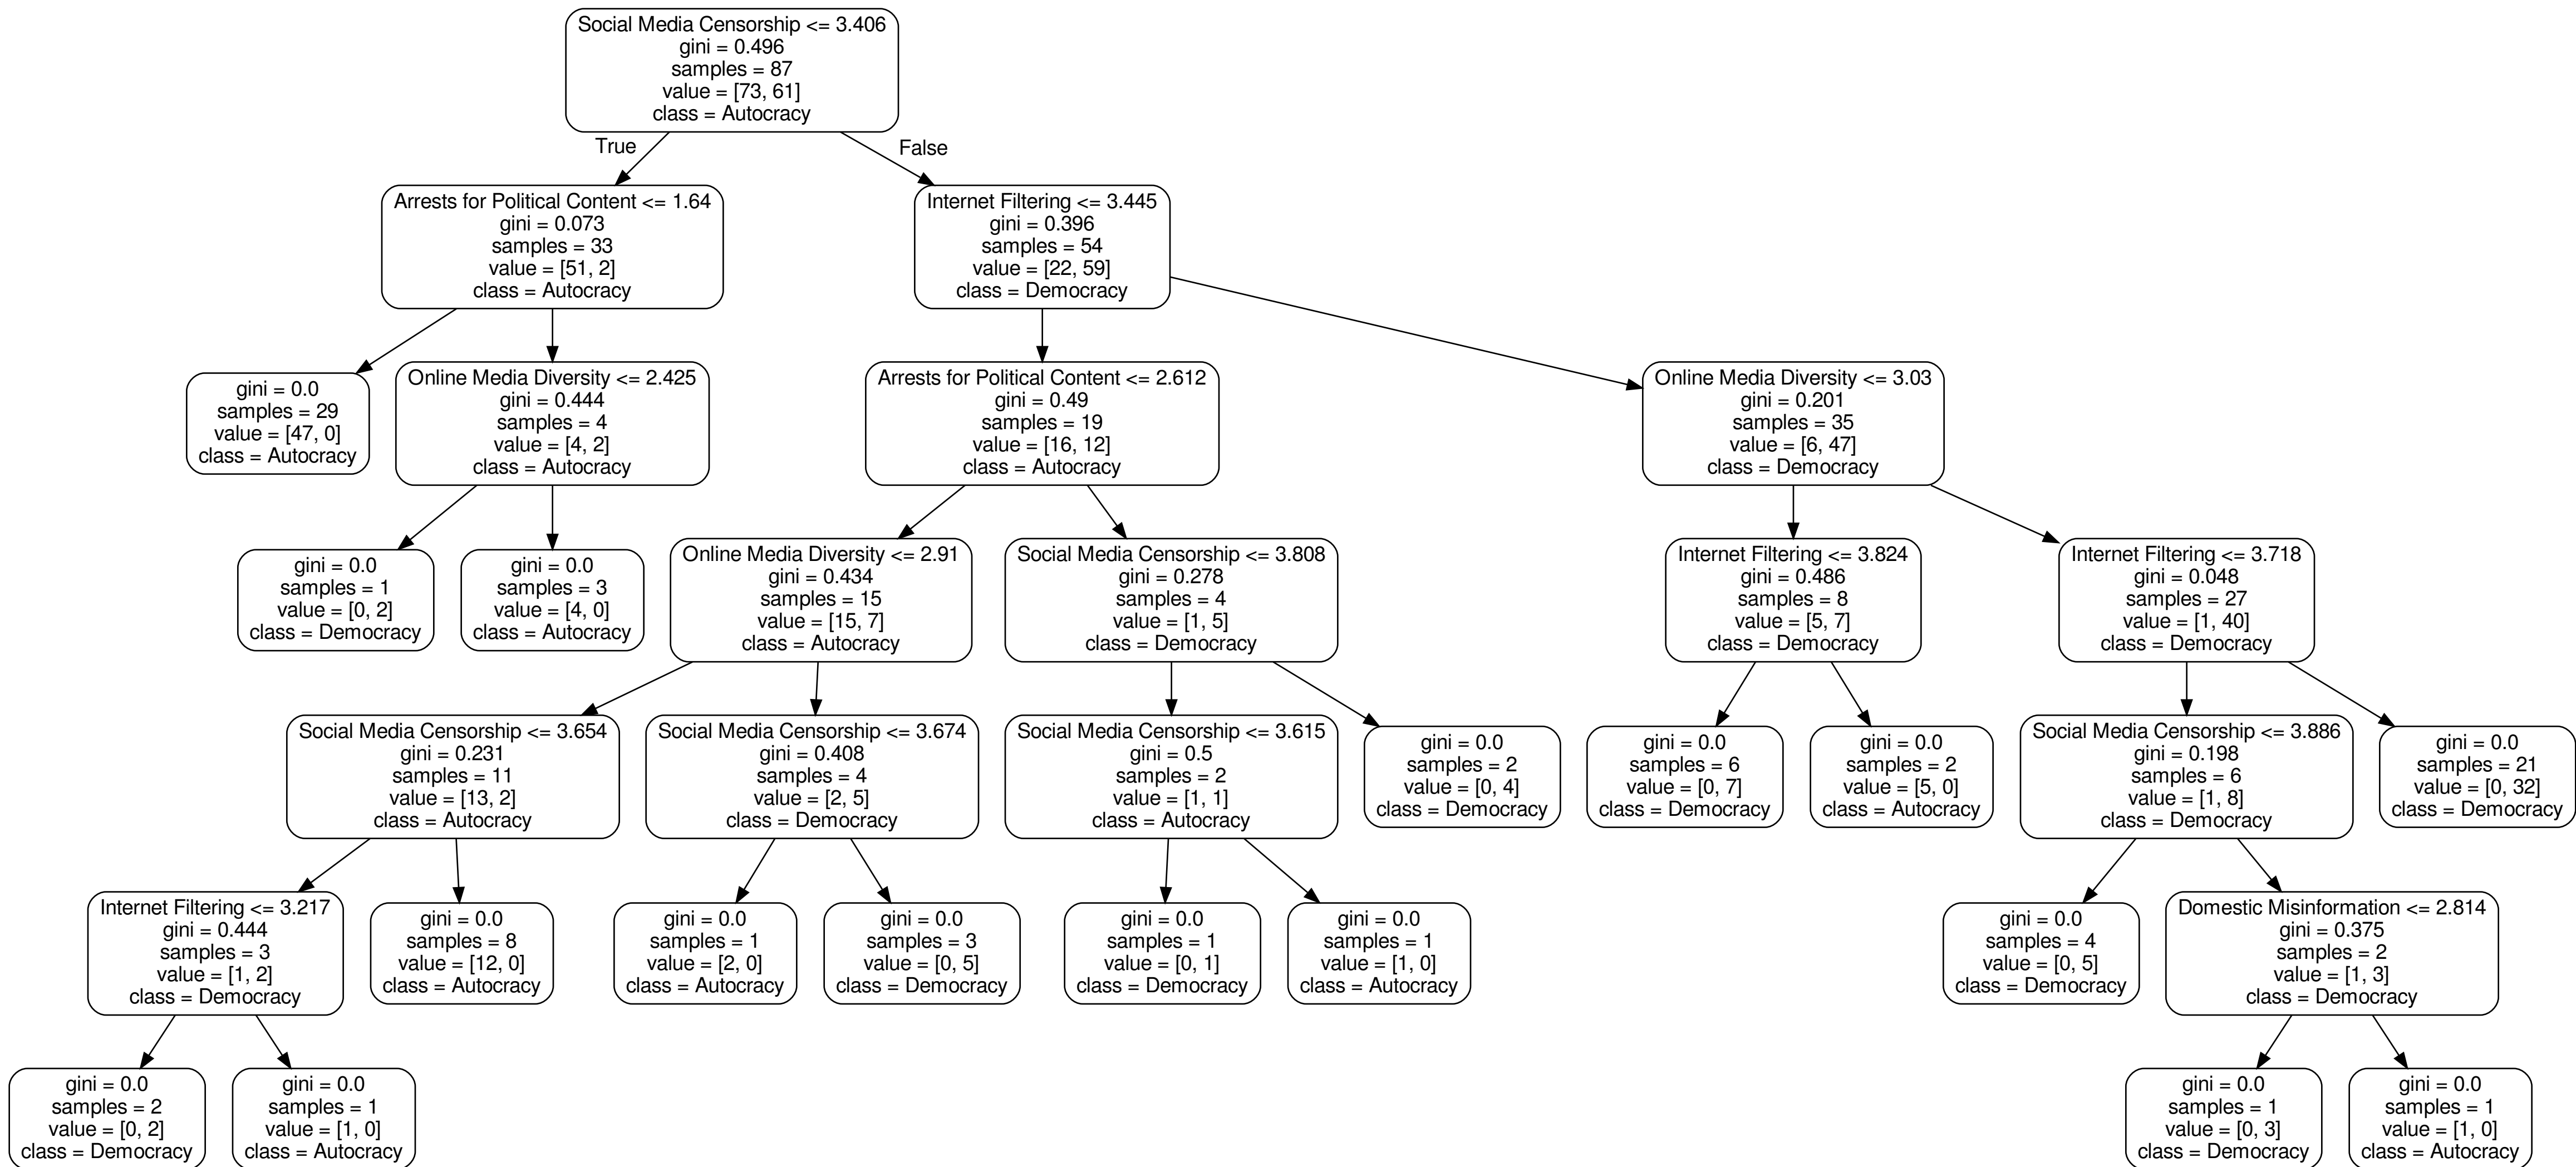 Social Media Censorship <= 3.406
gini = 0.496
samples = 87
value = [73, 61]
class = Autocracy
True
False
Arrests for Political Content <= 1.64
gini = 0.073
samples = 33
value = [51, 2]
class = Autocracy
Internet Filtering <= 3.445
gini = 0.396
samples = 54
value = [22, 59]
class = Democracy
gini = 0.0
samples = 29
value = [47, 0]
class = Autocracy
Online Media Diversity <= 2.425
gini = 0.444
samples = 4
value = [4, 2]
class = Autocracy
Arrests for Political Content <= 2.612
gini = 0.49
samples = 19
value = [16, 12]
class = Autocracy
Online Media Diversity <= 3.03
gini = 0.201
samples = 35
value = [6, 47]
class = Democracy
gini = 0.0
samples = 1
value = [0, 2]
class = Democracy
gini = 0.0
samples = 3
value = [4, 0]
class = Autocracy
Online Media Diversity <= 2.91
gini = 0.434
samples = 15
value = [15, 7]
class = Autocracy
Social Media Censorship <= 3.808
gini = 0.278
samples = 4
value = [1, 5]
class = Democracy
Internet Filtering <= 3.824
gini = 0.486
samples = 8
value = [5, 7]
class = Democracy
Internet Filtering <= 3.718
gini = 0.048
samples = 27
value = [1, 40]
class = Democracy
Social Media Censorship <= 3.654
gini = 0.231
samples = 11
value = [13, 2]
class = Autocracy
Social Media Censorship <= 3.674
gini = 0.408
samples = 4
value = [2, 5]
class = Democracy
Social Media Censorship <= 3.615
gini = 0.5
samples = 2
value = [1, 1]
class = Autocracy
gini = 0.0
samples = 2
value = [0, 4]
class = Democracy
gini = 0.0
samples = 6
value = [0, 7]
class = Democracy
gini = 0.0
samples = 2
value = [5, 0]
class = Autocracy
Social Media Censorship <= 3.886
gini = 0.198
samples = 6
value = [1, 8]
class = Democracy
gini = 0.0
samples = 21
value = [0, 32]
class = Democracy
Internet Filtering <= 3.217
gini = 0.444
samples = 3
value = [1, 2]
class = Democracy
gini = 0.0
samples = 8
value = [12, 0]
class = Autocracy
gini = 0.0
samples = 1
value = [2, 0]
class = Autocracy
gini = 0.0
samples = 3
value = [0, 5]
class = Democracy
gini = 0.0
samples = 1
value = [0, 1]
class = Democracy
gini = 0.0
samples = 1
value = [1, 0]
class = Autocracy
gini = 0.0
samples = 4
value = [0, 5]
class = Democracy
Domestic Misinformation <= 2.814
gini = 0.375
samples = 2
value = [1, 3]
class = Democracy
gini = 0.0
samples = 2
value = [0, 2]
class = Democracy
gini = 0.0
samples = 1
value = [1, 0]
class = Autocracy
gini = 0.0
samples = 1
value = [0, 3]
class = Democracy
gini = 0.0
samples = 1
value = [1, 0]
class = Autocracy